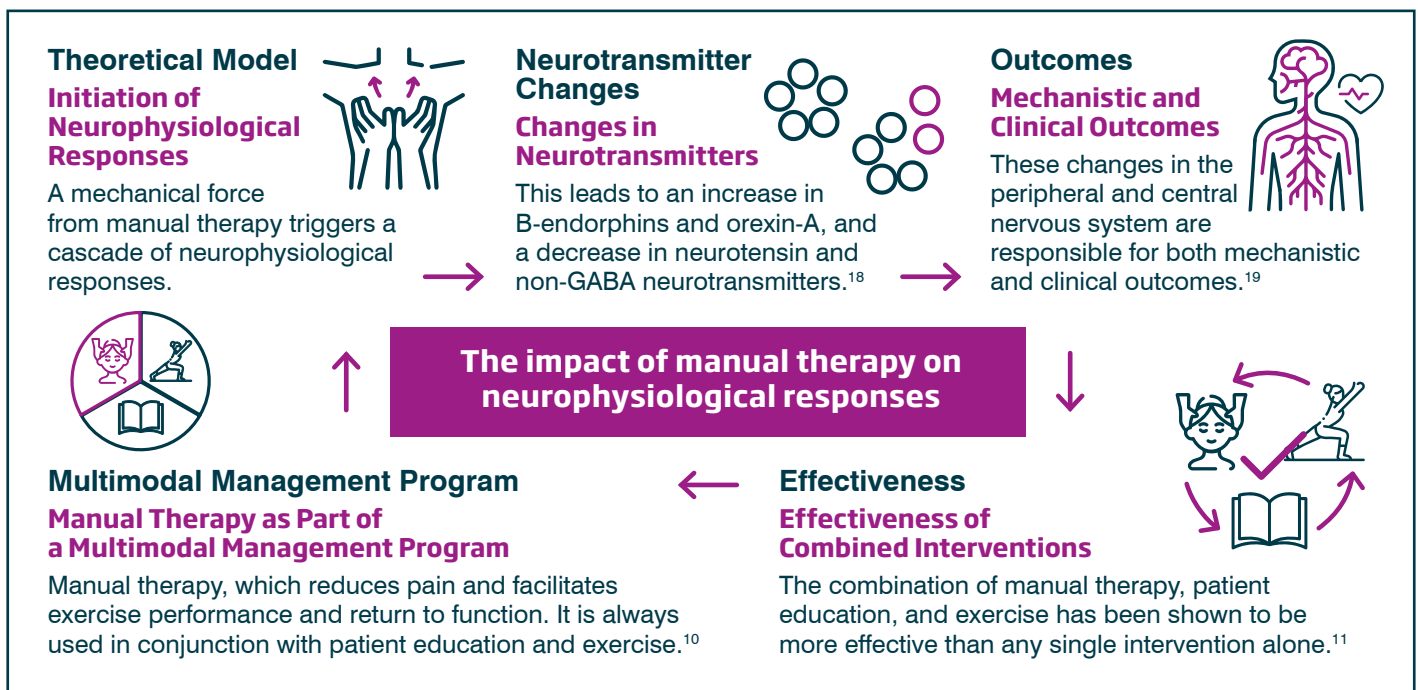 Theoretical Model
Initiation of
Neurophysiological
Responses
A mechanical force
from manual therapy triggers a
cascade of neurophysiological
responses.
Neurotransmitter
Changes
Changes in
Neurotransmitters
This leads to an increase in
B-endorphins and orexin-A, and
a decrease in neurotensin and
non-GABA neurotransmitters.18
Outcomes
Mechanistic and
Clinical Outcomes
These changes in the
peripheral and central
nervous system are
responsible for both mechanistic
and clinical outcomes.19
The impact of manual therapy on
neurophysiological responses
Multimodal Management Program
Manual Therapy as Part of
a Multimodal Management Program
Manual therapy, which reduces pain and facilitates
exercise performance and return to function. It is always
used in conjunction with patient education and exercise.10
Effectiveness
Effectiveness of
Combined Interventions
The combination of manual therapy, patient
education, and exercise has been shown to be
more effective than any single intervention alone.11